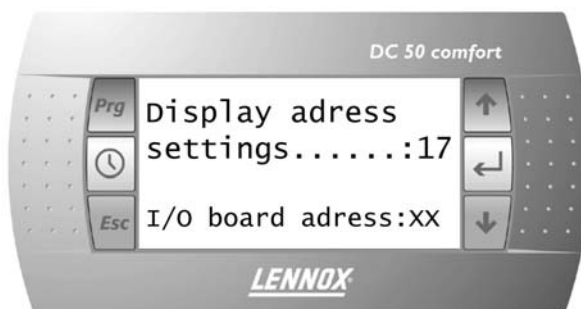 DC 50 comfort
Prg
Display adress
settings......:17
Esc
I/O board adress:XX
LENNOX